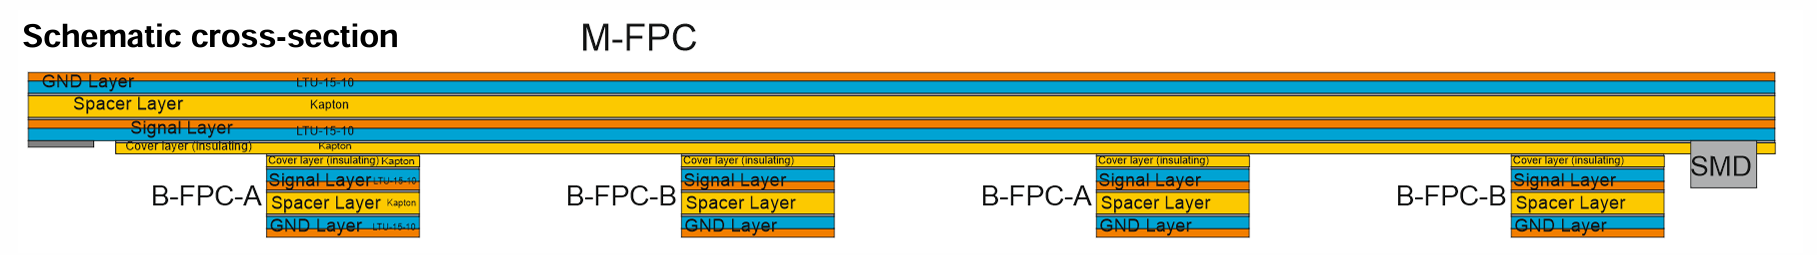 Schematic cross-section
M-FPC
GND Layer LTU-15-10
Spacer Layer Kapton
Signal Layer LTU-15-10
Cover layer (insulating) Kapton
B-FPC-A
Cover layer (insulating) Kapton
Signal Layer LTU-15-10
Spacer Layer Kapton
GND Layer LTU-15-10
B-FPC-B
Cover layer (insulating)
Signal Layer
Spacer Layer
GND Layer
B-FPC-A
Cover layer (insulating)
Signal Layer
Spacer Layer
GND Layer
B-FPC-B
Cover layer (insulating)
Signal Layer
Spacer Layer
GND Layer
SMD